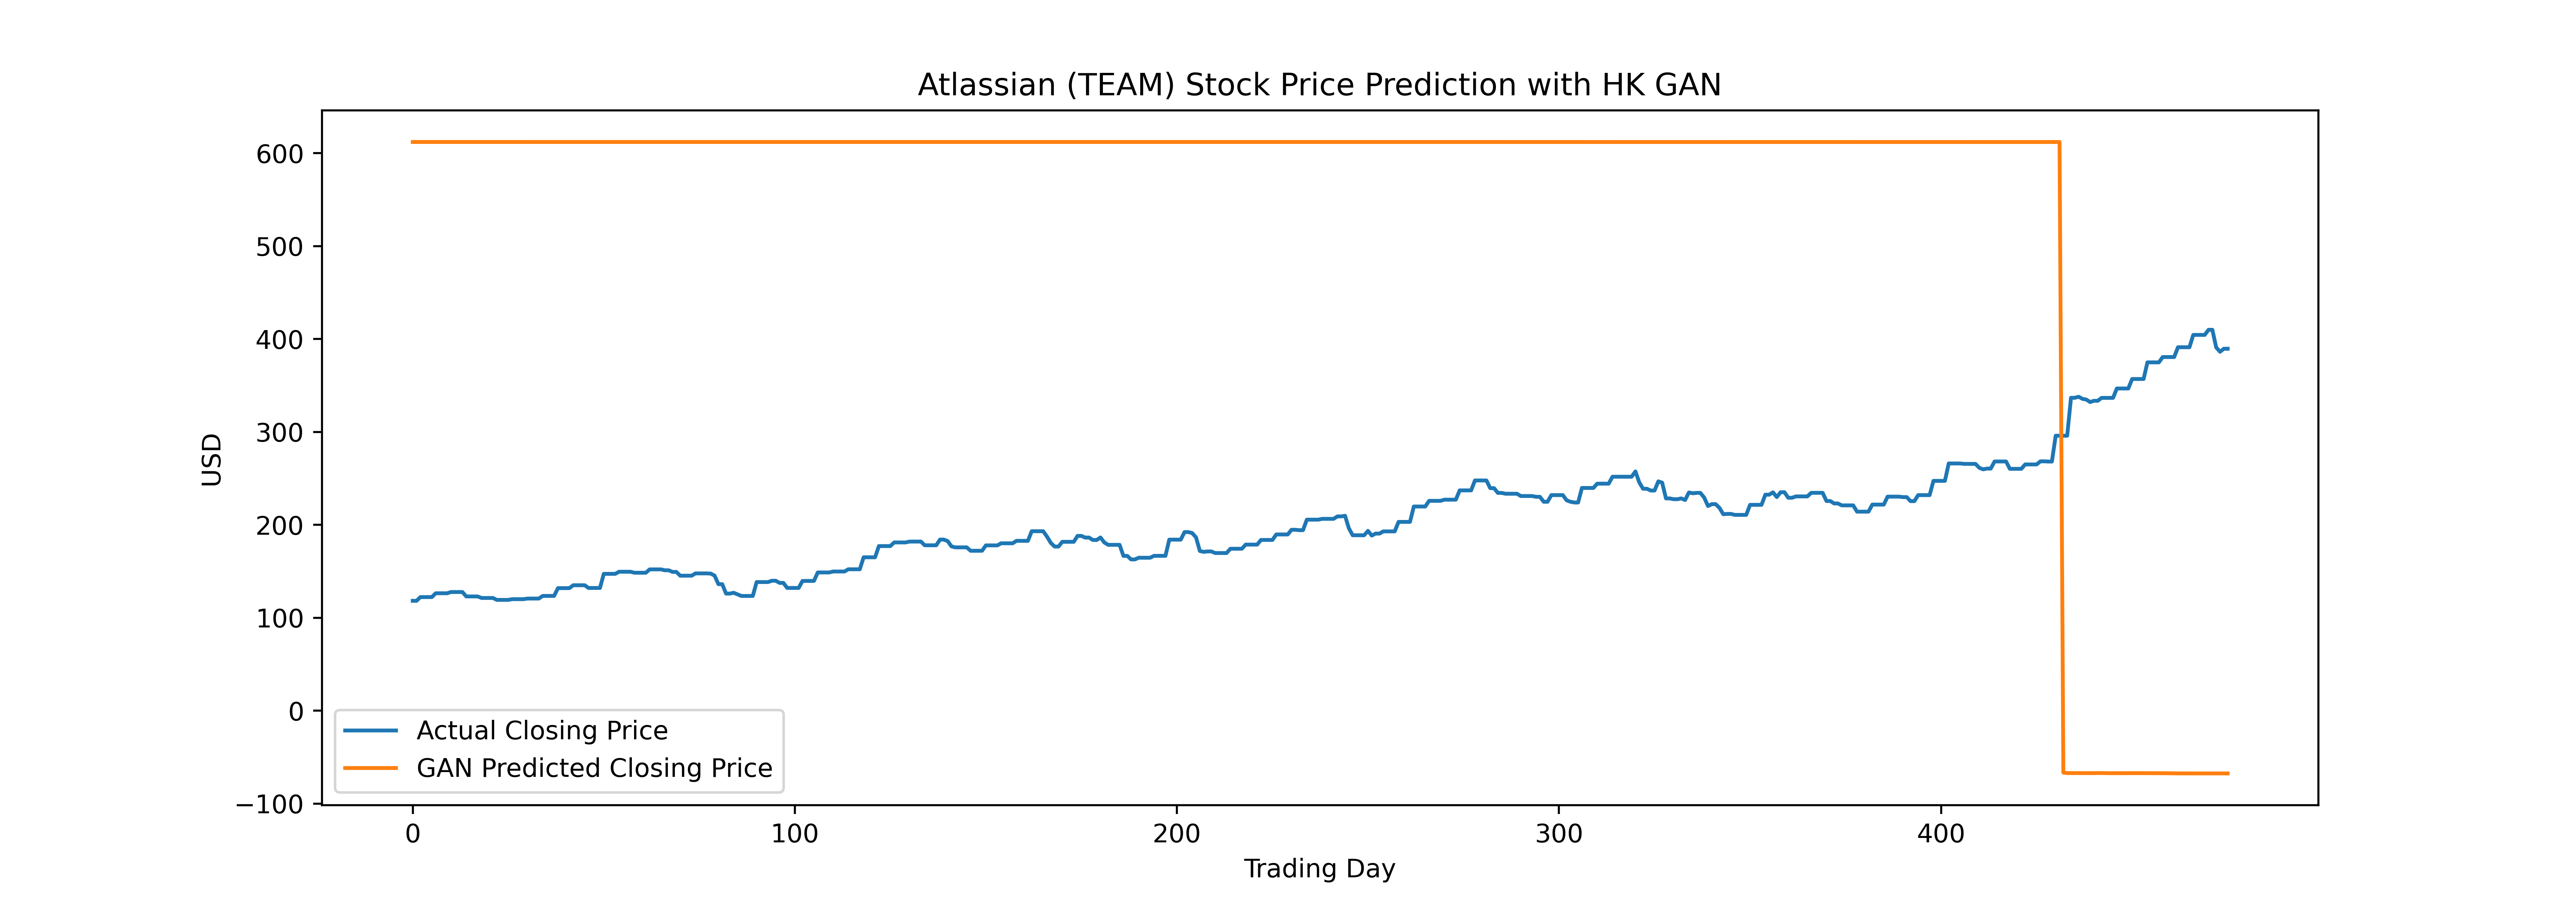 Atlassian (TEAM) Stock Price Prediction with HK GAN
600
500
400
300
200
100
0
−100
USD
Actual Closing Price
GAN Predicted Closing Price
0 100 200 300 400
Trading Day